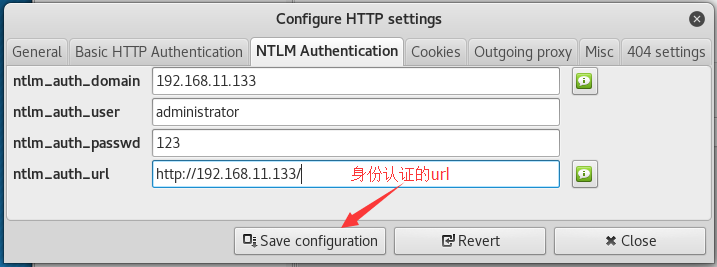 Configure HTTP settings
General Basic HTTP Authentication NTLM Authentication Cookies Outgoing proxy Misc 404 settings
ntlm_auth_domain 192.168.11.133
ntlm_auth_user administrator
ntlm_auth_passwd 123
ntlm_auth_url http://192.168.11.133/ 身份认证的url
Save configuration Revert Close